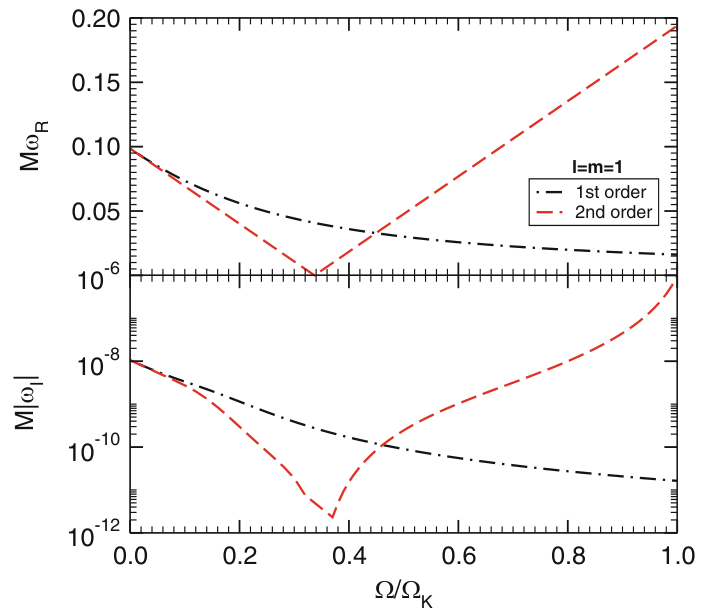 0.20
0.15
Mω_R
0.10
l=m=1
1st order
2nd order
0.05
10^-6
10^-8
M|ω_I|
10^-10
10^-12
0.0 0.2 0.4 0.6 0.8 1.0
Ω/Ω_K